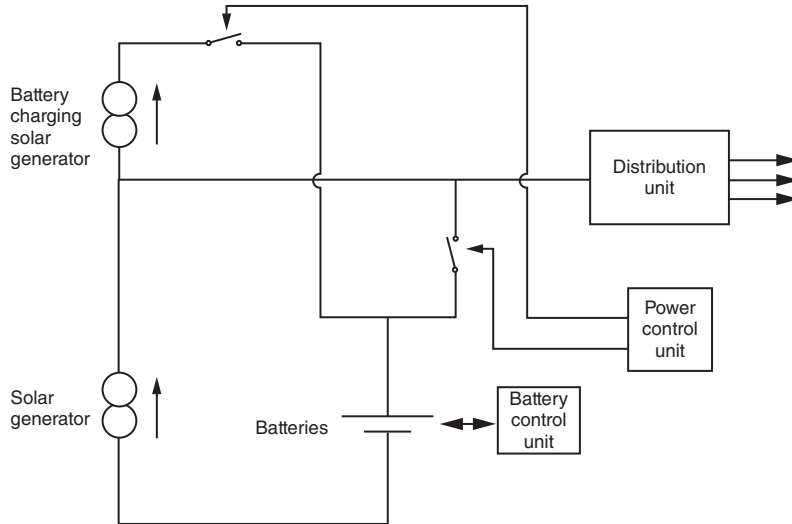 Battery
charging
solar
generator
Distribution
unit
Power
control
unit
Solar
generator
Batteries
Battery
control
unit